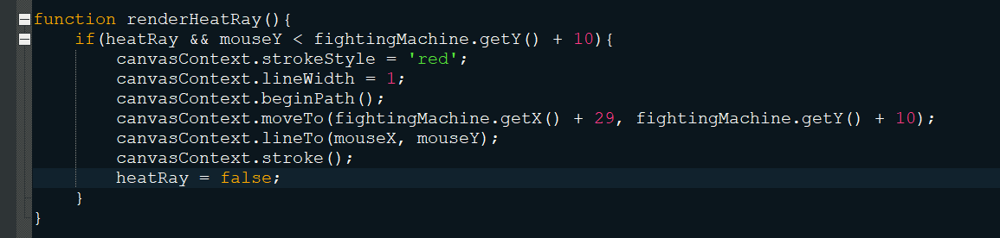 function renderHeatRay(){
if(heatRay && mouseY < fightingMachine.getY() + 10){
canvasContext.strokeStyle = 'red';
canvasContext.lineWidth = 1;
canvasContext.beginPath();
canvasContext.moveTo(fightingMachine.getX() + 29, fightingMachine.getY() + 10);
canvasContext.lineTo(mouseX, mouseY);
canvasContext.stroke();
heatRay = false;
}
}